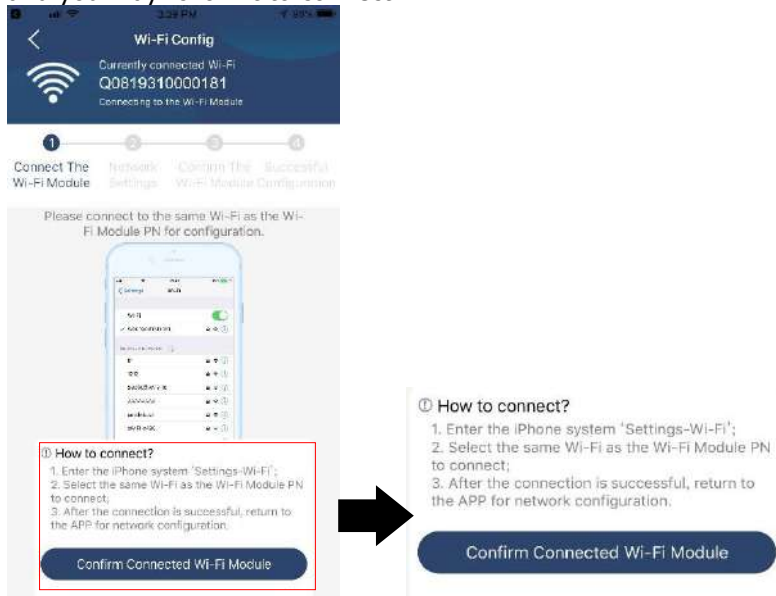 3:39 PM
Wi-Fi Config
Currently connected Wi-Fi
Q0819310000181
Connecting to the Wi-Fi Module
1 2 3 4
Connect The Network Confirm The Successful
Wi-Fi Module Settings Wi-Fi Module Configuration
Please connect to the same Wi-Fi as the Wi-
Fi Module PN for configuration.
Settings Wi-Fi
Wi-Fi
① How to connect?
1. Enter the iPhone system 'Settings-Wi-Fi';
2. Select the same Wi-Fi as the Wi-Fi Module PN
to connect;
3. After the connection is successful, return to
the APP for network configuration.
Confirm Connected Wi-Fi Module
① How to connect?
1. Enter the iPhone system 'Settings-Wi-Fi';
2. Select the same Wi-Fi as the Wi-Fi Module PN
to connect;
3. After the connection is successful, return to
the APP for network configuration.
Confirm Connected Wi-Fi Module